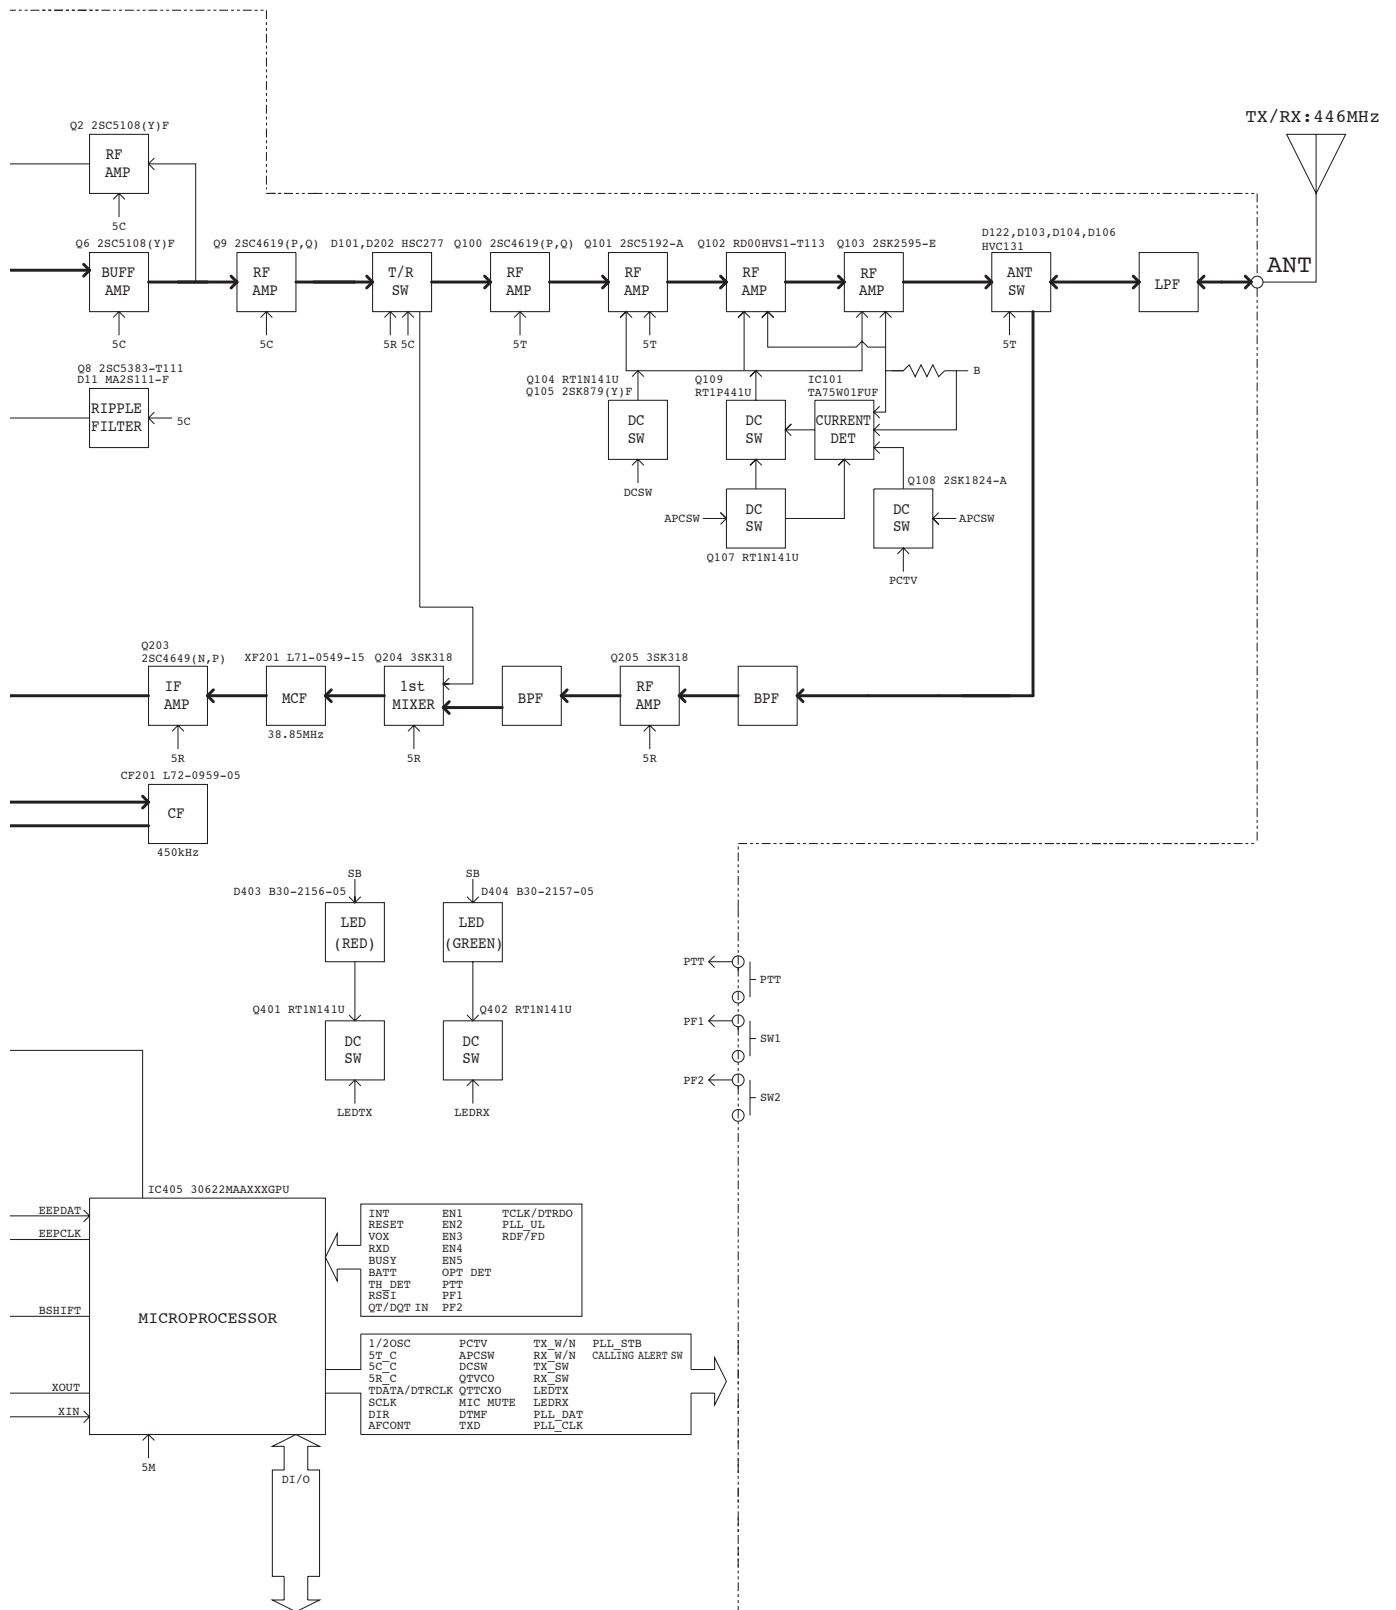 TX/RX:446MHz
ANT
Q2 2SC5108(Y)F
RF
AMP
5C
Q6 2SC5108(Y)F
BUFF
AMP
5C
Q9 2SC4619(P,Q)
RF
AMP
5C
D101,D202 HSC277
T/R
SW
5R 5C
Q100 2SC4619(P,Q)
RF
AMP
5T
Q101 2SC5192-A
RF
AMP
5T
Q102 RD00HVS1-T113
RF
AMP
Q103 2SK2595-E
RF
AMP
D122,D103,D104,D106
HVC131
ANT
SW
5T
LPF
Q8 2SC5383-T111
D11 MA2S111-F
RIPPLE
FILTER
5C
Q104 RT1N141U
Q105 2SK879(Y)F
DC
SW
DCSW
Q109
RT1P441U
DC
SW
IC101
TA75W01FUF
CURRENT
DET
B
APCSW
DC
SW
Q107 RT1N141U
Q108 2SK1824-A
DC
SW
APCSW
PCTV
Q203
2SC4649(N,P)
IF
AMP
5R
XF201 L71-0549-15
MCF
38.85MHz
Q204 3SK318
1st
MIXER
5R
BPF
Q205 3SK318
RF
AMP
5R
BPF
CF201 L72-0959-05
CF
450kHz
SB
D403 B30-2156-05
LED
(RED)
Q401 RT1N141U
DC
SW
LEDTX
SB
D404 B30-2157-05
LED
(GREEN)
Q402 RT1N141U
DC
SW
LEDRX
PTT
PTT
PF1
SW1
PF2
SW2
IC405 30622MAAXXXGPU
MICROPROCESSOR
EEPDAT
EEPCLK
BSHIFT
XOUT
XIN
5M
DI/O
INT EN1 TCLK/DTRDO
RESET EN2 PLL_UL
VOX EN3 RDF/FD
RXD EN4
BUSY EN5
BATT OPT DET
TH_DET PTT
RSSI PF1
QT/DQT IN PF2
1/2OSC PCTV TX_W/N PLL_STB
5T_C APCSW RX_W/N CALLING ALERT SW
5C_C DCSW TX_SW
5R_C QTVCO RX_SW
TDATA/DTRCLK QTTCXO LEDTX
SCLK MIC MUTE LEDRX
DIR DTMF PLL_DAT
AFCONT TXD PLL_CLK